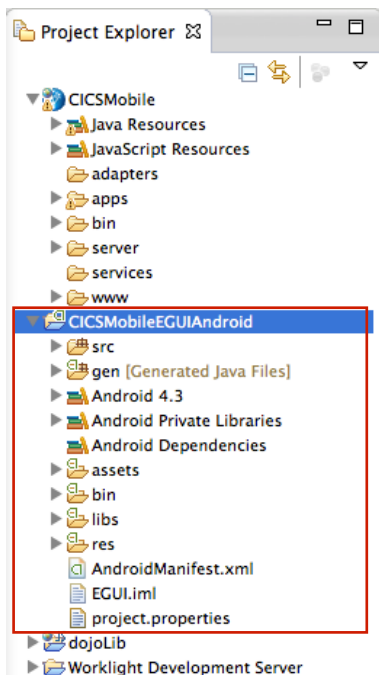 Project Explorer
CICSMobile
Java Resources
JavaScript Resources
adapters
apps
bin
server
services
www
CICSMobileEGUIAndroid
src
gen [Generated Java Files]
Android 4.3
Android Private Libraries
Android Dependencies
assets
bin
libs
res
AndroidManifest.xml
EGUI.iml
project.properties
dojoLib
Worklight Development Server